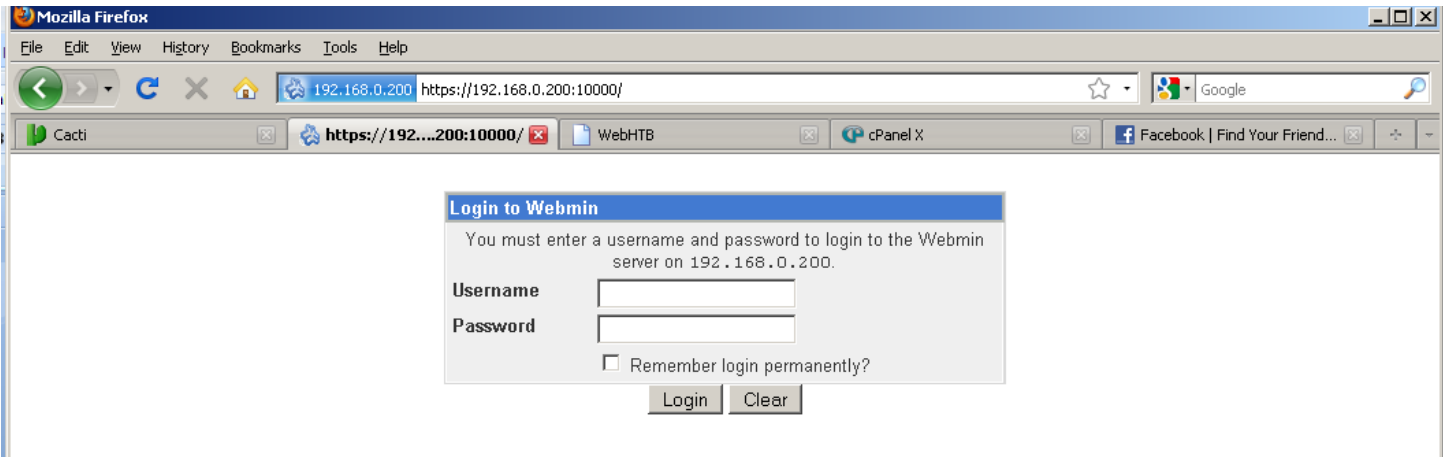 Mozilla Firefox
File Edit View History Bookmarks Tools Help
192.168.0.200 https://192.168.0.200:10000/ Google
Cacti https://192....200:10000/ WebHTB cPanel X Facebook | Find Your Friend...
Login to Webmin
You must enter a username and password to login to the Webmin
server on 192.168.0.200.
Username
Password
Remember login permanently?
Login Clear